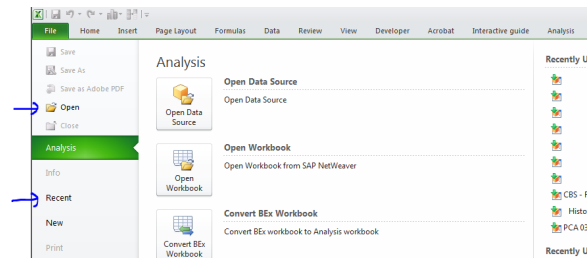 File Home Insert Page Layout Formulas Data Review View Developer Acrobat Interactive guide Analysis
Save
Save As
Save as Adobe PDF
Open
Close
Analysis
Info
Recent
New
Print
Analysis
Open Data Source
Open Data Source
Open Data
Source
Open Workbook
Open Workbook from SAP NetWeaver
Open
Workbook
Convert BEx Workbook
Convert BEx workbook to Analysis workbook
Convert BEx
Workbook
Recently U
CBS - F
Histo
PCA 03
Recently U